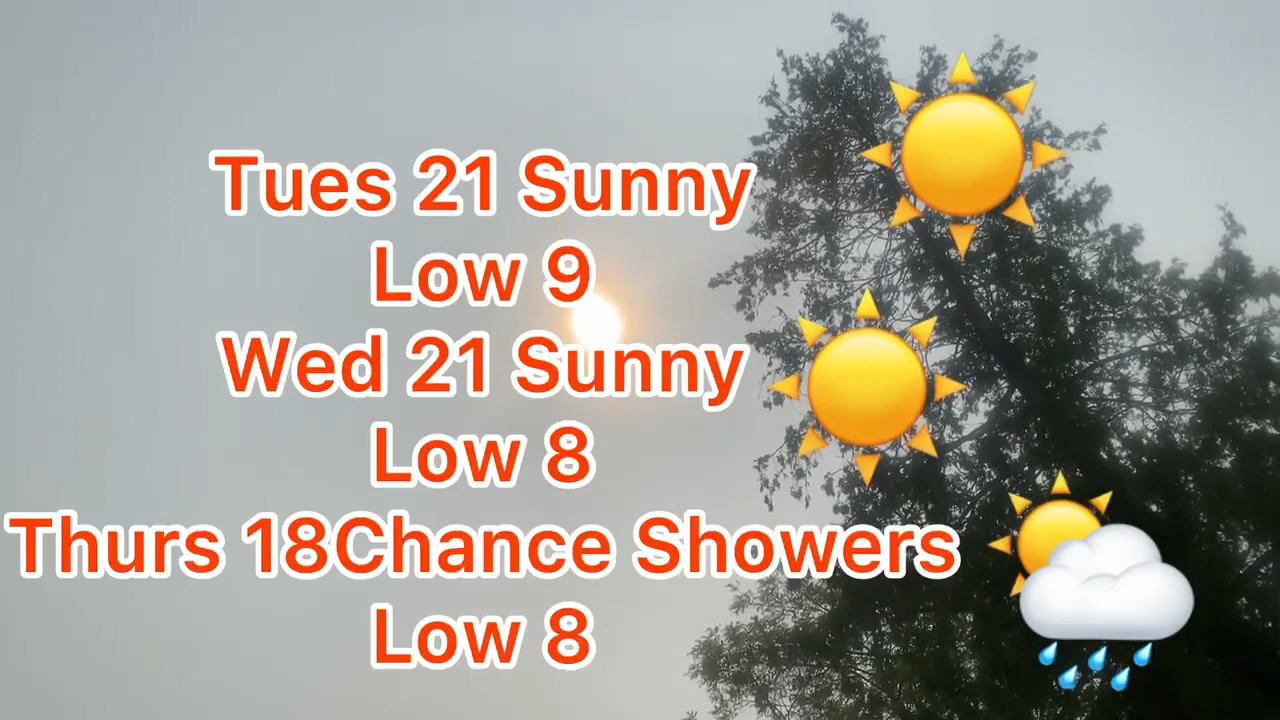 Tues 21 Sunny
Low 9
Wed 21 Sunny
Low 8
Thurs 18Chance Showers
Low 8